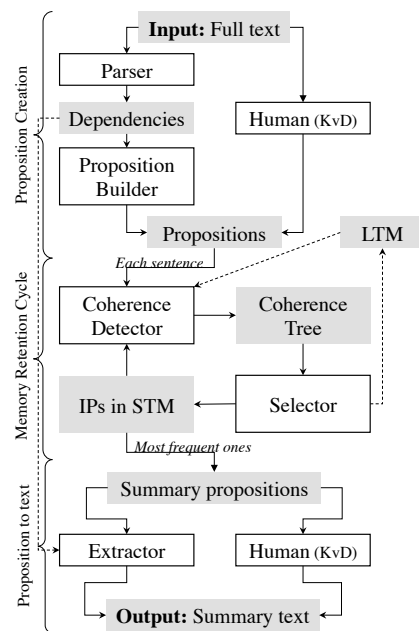 Input: Full text
Parser
Dependencies
Human (KvD)
Proposition
Builder
Propositions
LTM
Each sentence
Coherence
Detector
Coherence
Tree
IPs in STM
Selector
Most frequent ones
Summary propositions
Extractor
Human (KvD)
Output: Summary text
Proposition Creation
Memory Retention Cycle
Proposition to text